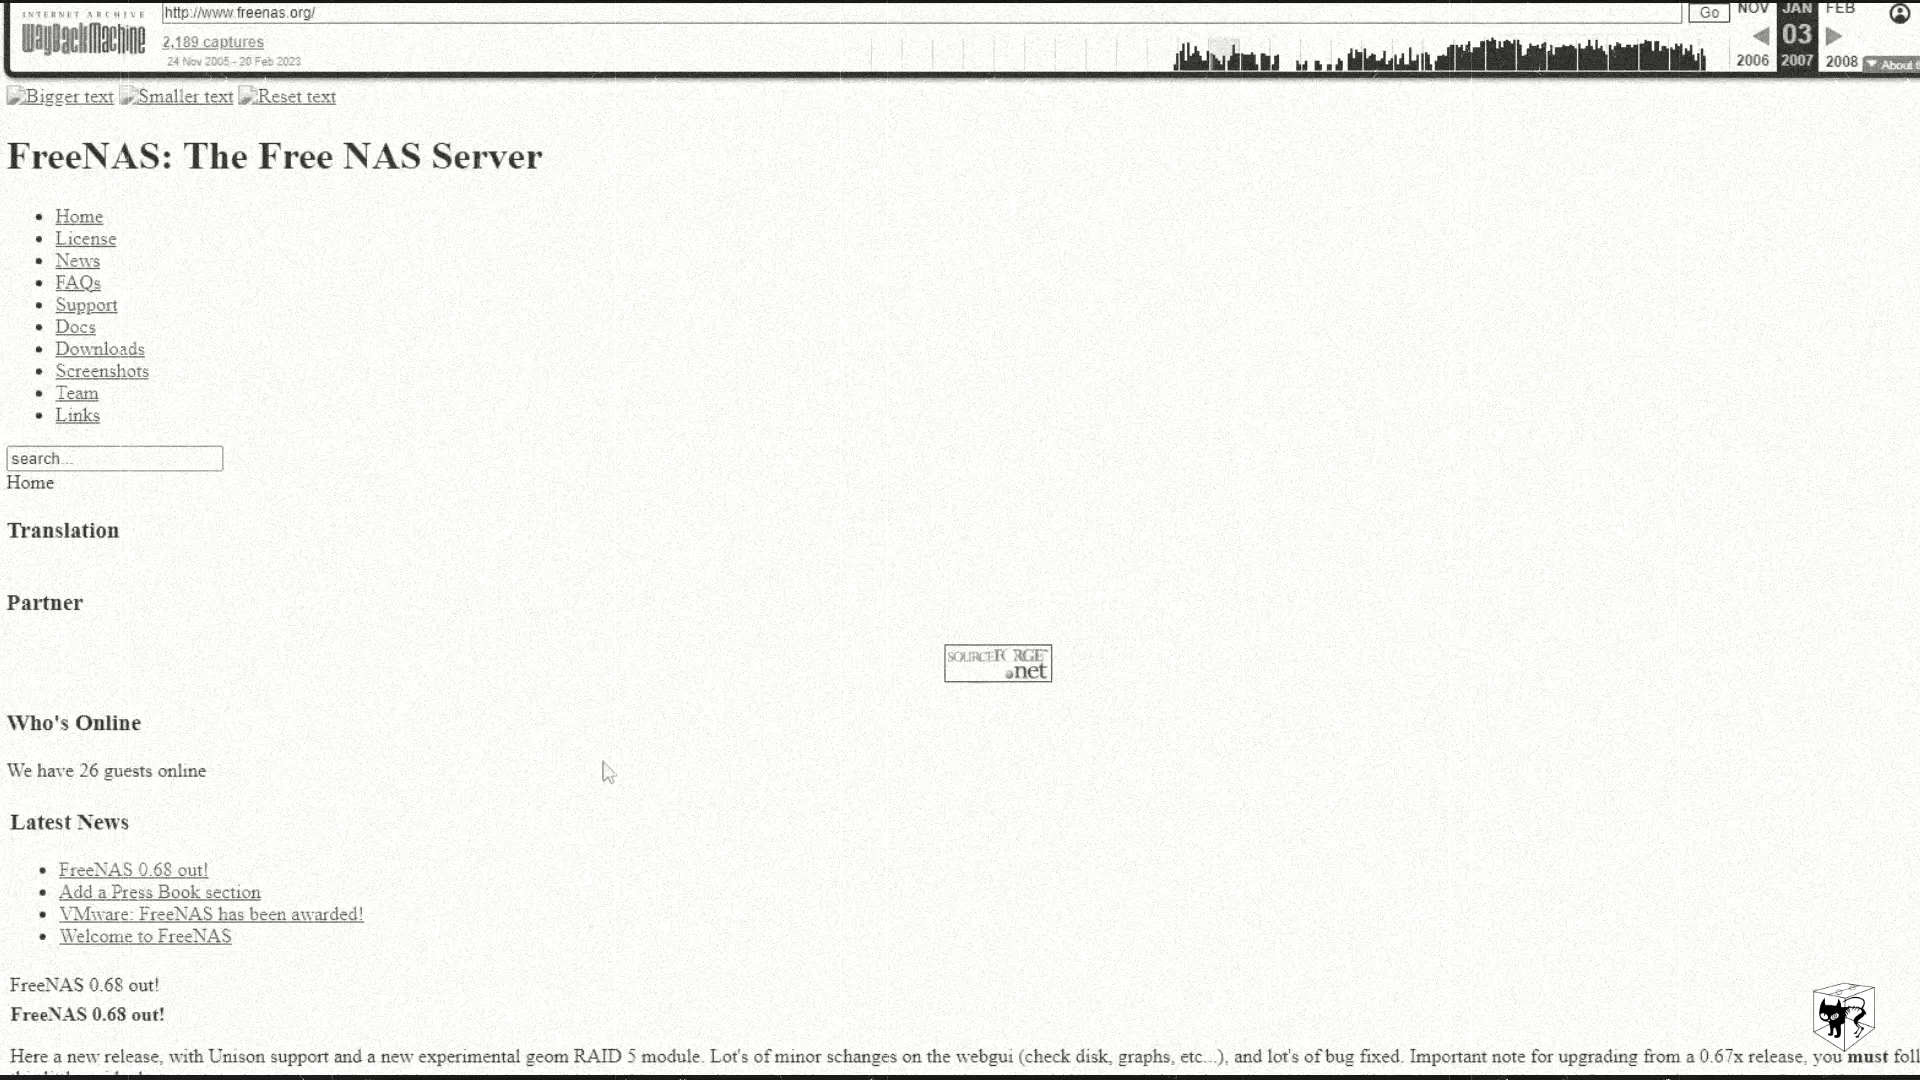 INTERNET ARCHIVE
WayBackMachine
http://www.freenas.org/
Go
NOV JAN FEB
2,189 captures
03
24 Nov 2005 - 20 Feb 2023
2006 2007 2008
About t
Bigger text Smaller text Reset text
FreeNAS: The Free NAS Server
Home
License
News
FAQs
Support
Docs
Downloads
Screenshots
Team
Links
search...
Home
Translation
Partner
SOURCEFORGE
.net
Who's Online
We have 26 guests online
Latest News
FreeNAS 0.68 out!
Add a Press Book section
VMware: FreeNAS has been awarded!
Welcome to FreeNAS
FreeNAS 0.68 out!
FreeNAS 0.68 out!
Here a new release, with Unison support and a new experimental geom RAID 5 module. Lot's of minor schanges on the webgui (check disk, graphs, etc...), and lot's of bug fixed. Important note for upgrading from a 0.67x release, you must foll